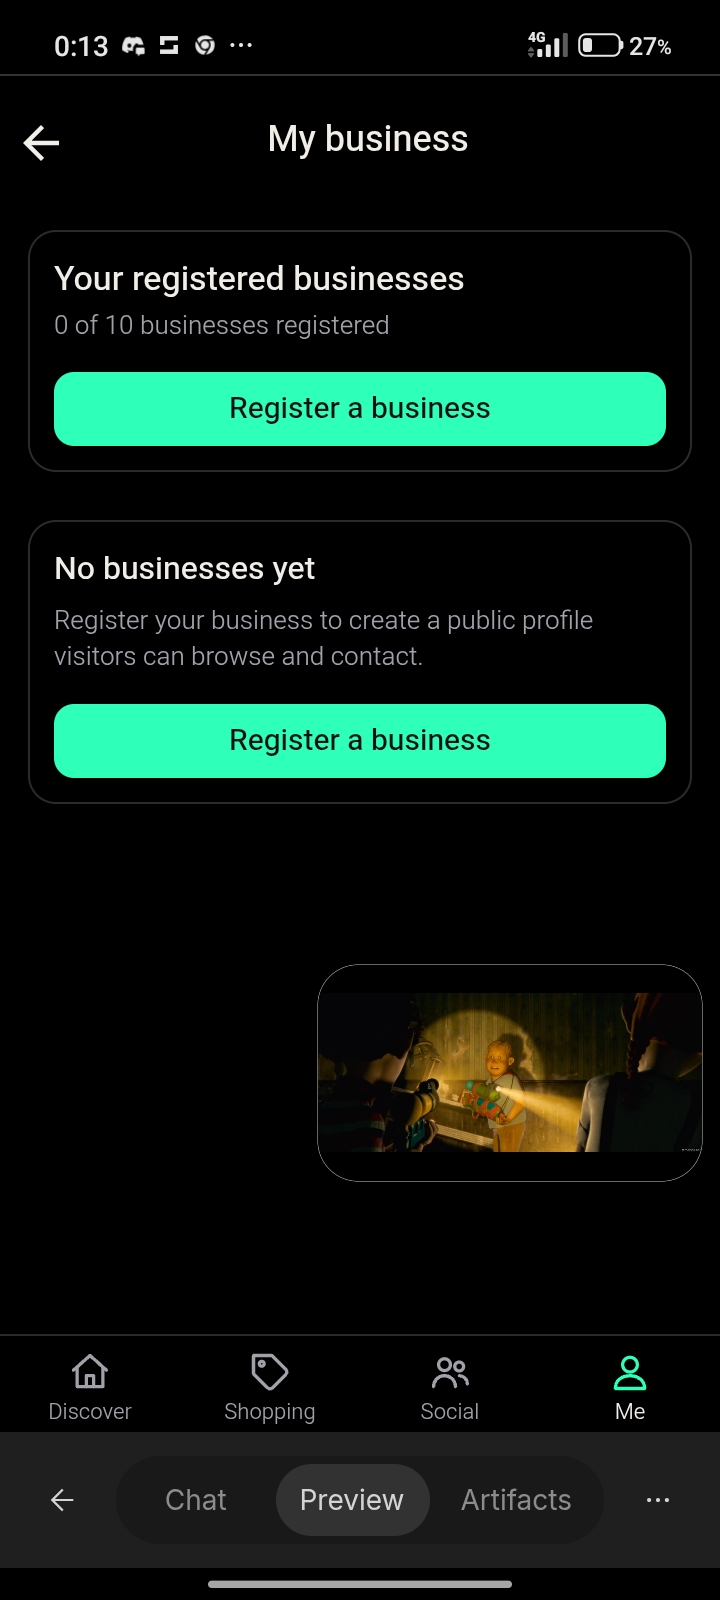 0:13
4G
27%
My business
Your registered businesses
0 of 10 businesses registered
Register a business
No businesses yet
Register your business to create a public profile
visitors can browse and contact.
Register a business
Discover
Shopping
Social
Me
Chat
Preview
Artifacts